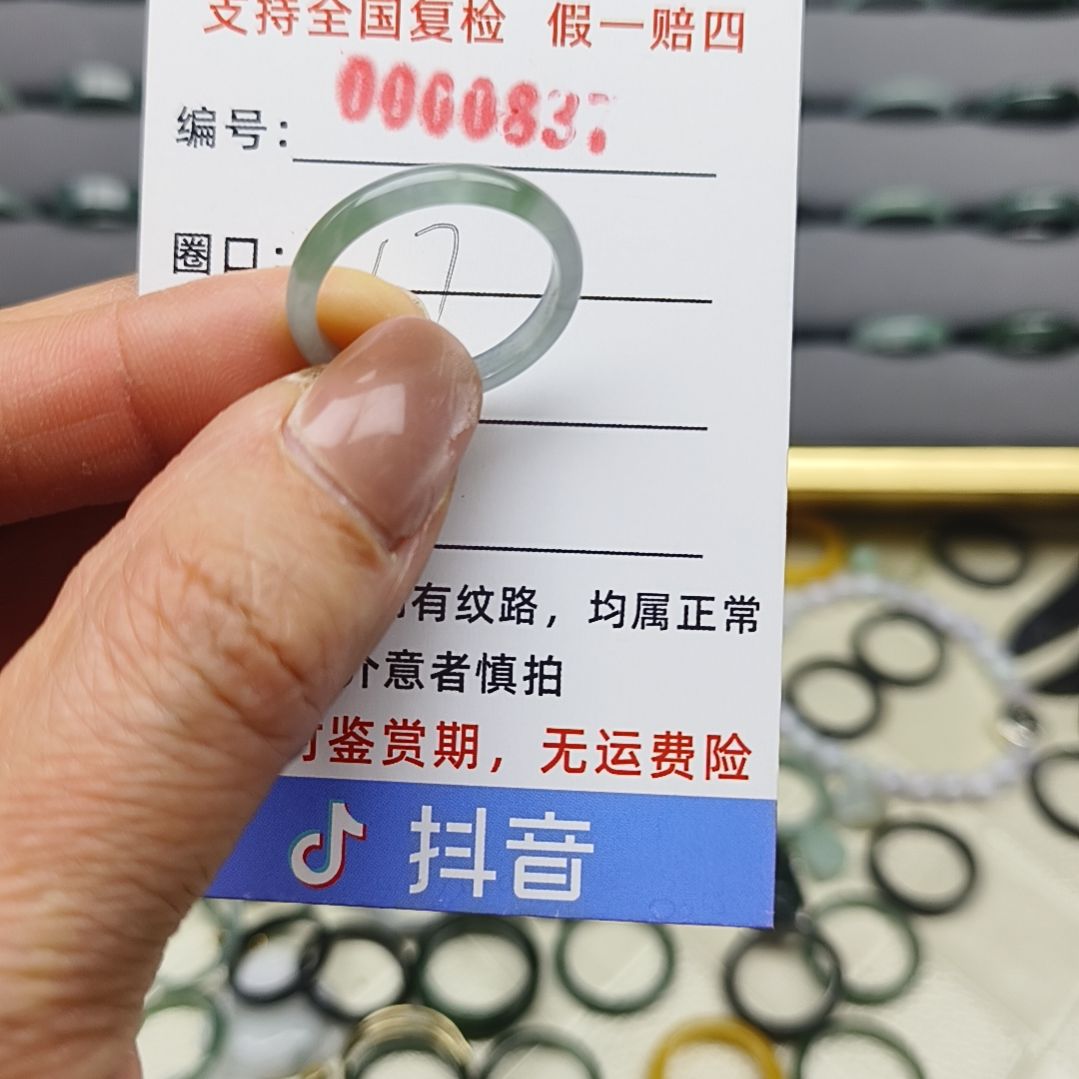 支持全国复检 假一赔四
编号: 0000837
圈口: 17
有纹路，均属正常
介意者慎拍
时鉴赏期，无运费险
抖音